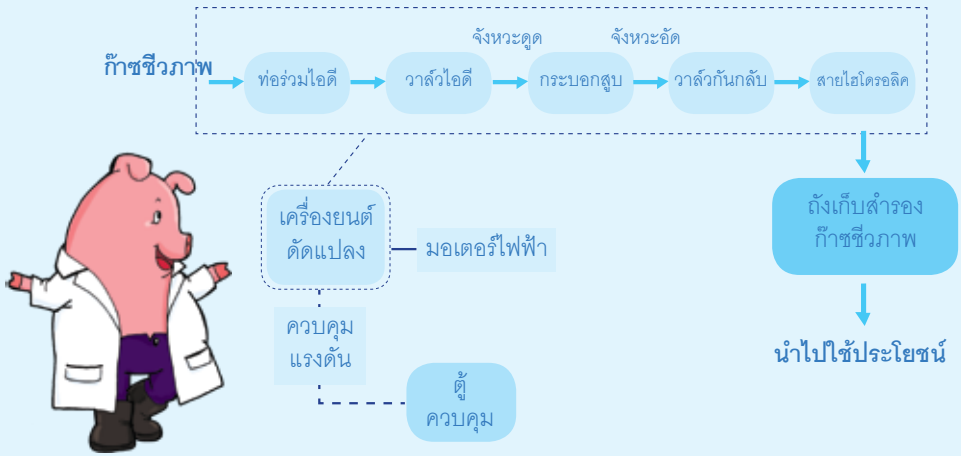 จังหวะดูด
จังหวะอัด
ก๊าซชีวภาพ
ท่อร่วมไอดี
วาล์วไอดี
กระบอกสูบ
วาล์วกันกลับ
สายไฮโดรอลิค
เครื่องยนต์
ดัดแปลง
มอเตอร์ไฟฟ้า
ถังเก็บสำรอง
ก๊าซชีวภาพ
ควบคุม
แรงดัน
นำไปใช้ประโยชน์
ตู้
ควบคุม